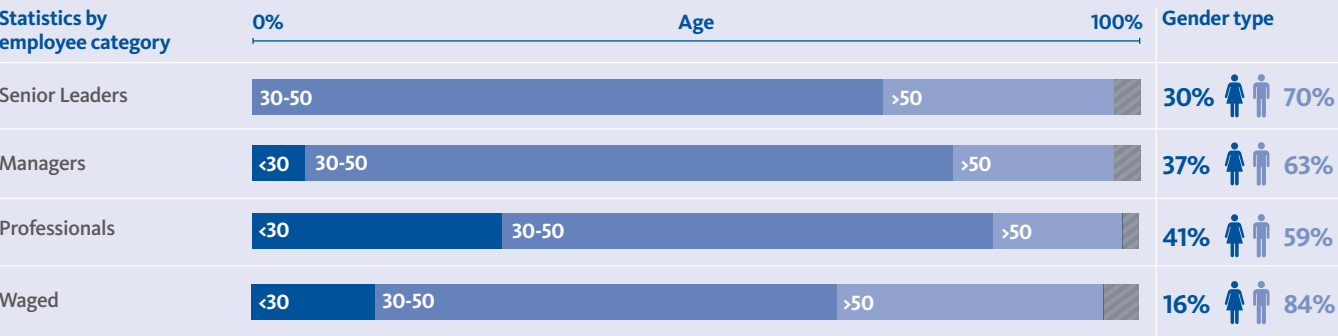 Statistics by
employee category
0% Age 100%
Gender type
Senior Leaders 30-50 >50 30% 70%
Managers <30 30-50 >50 37% 63%
Professionals <30 30-50 >50 41% 59%
Waged <30 30-50 >50 16% 84%